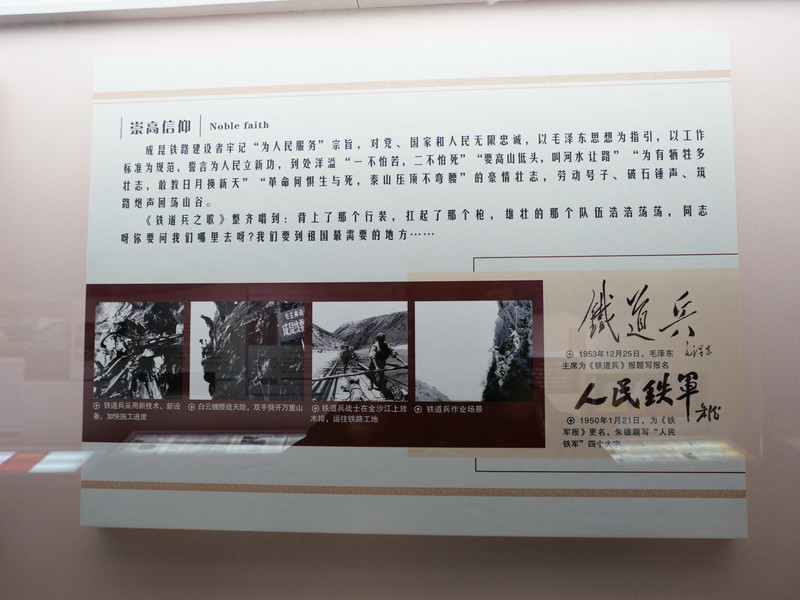 崇高信仰 Noble faith
成昆铁路建设者牢记“为人民服务”宗旨，对党、国家和人民无限忠诚，以毛泽东思想为指引，以工作
标准为规范，誓言为人民立新功，到处洋溢“一不怕苦，二不怕死”“要高山低头，叫河水让路”“为有牺牲多
壮志，敢教日月换新天”“革命何惧生与死，泰山压顶不弯腰”的豪情壮志，劳动号子、破石锤声、筑
路炮声回荡山谷。
《铁道兵之歌》整齐唱到：背上了那个行装，扛起了那个枪，雄壮的那个队伍浩浩荡荡，同志
呀你要问我们哪里去呀？我们要到祖国最需要的地方……
铁道兵采用新技术、新设
备，加快施工进度
白云缠腰战天险，双手劈开万重山
铁道兵战士在金沙江上放
木排，运往铁路工地
铁道兵作业场景
鐵道兵
毛泽东
1953年12月25日，毛泽东
主席为《铁道兵》报题写报名
人民鉄軍
朱德
1950年1月21日，为《铁
军报》更名，朱德题写“人民
铁军”四个大字